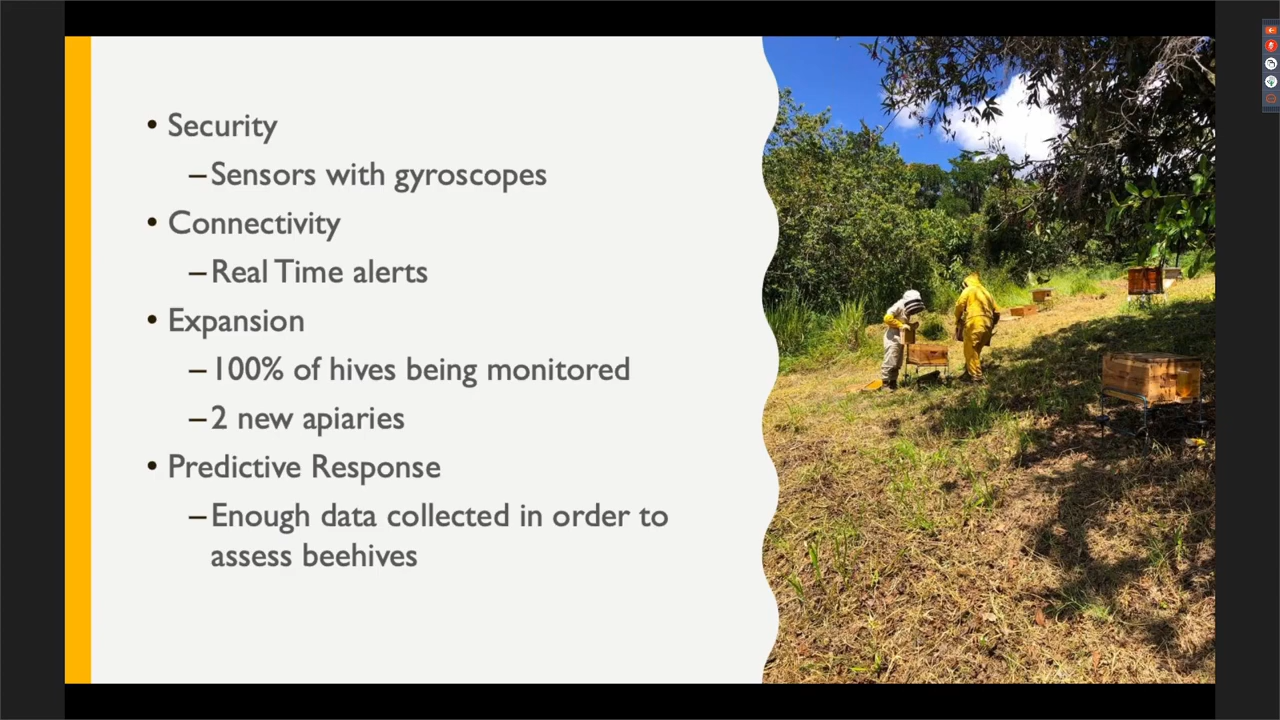 • Security
–Sensors with gyroscopes
• Connectivity
–Real Time alerts
• Expansion
–100% of hives being monitored
–2 new apiaries
• Predictive Response
–Enough data collected in order to
assess beehives